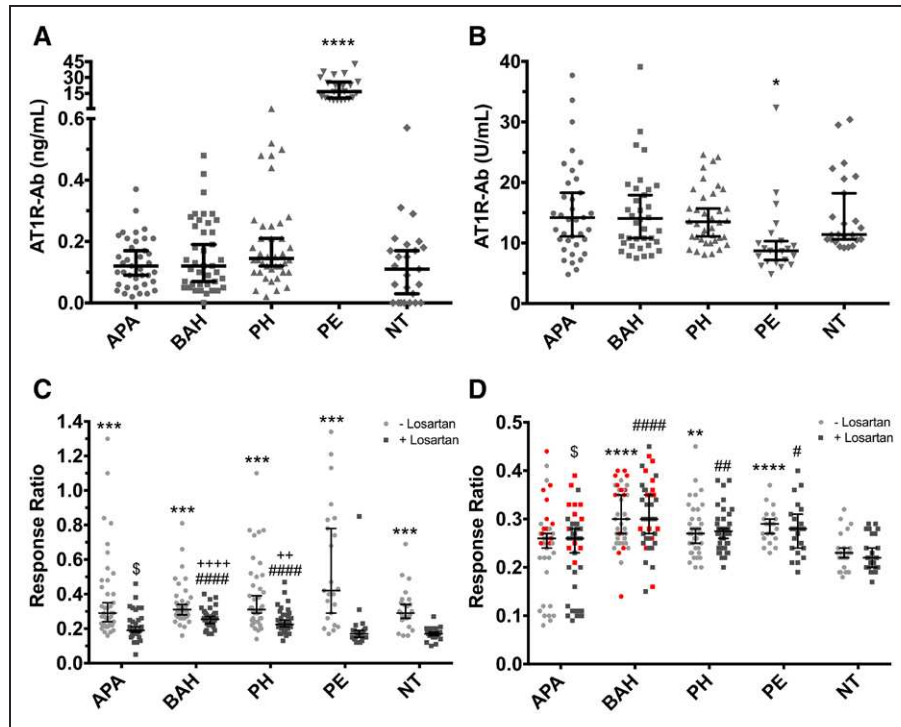 A
****
AT1R-Ab (ng/mL)
45
30
15
0.6
0.4
0.2
0.0
APA
BAH
PH
PE
NT
B
*
AT1R-Ab (U/mL)
40
30
20
10
0
APA
BAH
PH
PE
NT
C
- Losartan
+ Losartan
***
$
***
++++
####
***
++
####
***
***
Response Ratio
1.4
1.2
1.0
0.8
0.6
0.4
0.2
0.0
APA
BAH
PH
PE
NT
D
- Losartan
+ Losartan
$
****
####
**
##
****
#
Response Ratio
0.5
0.4
0.3
0.2
0.1
0.0
APA
BAH
PH
PE
NT